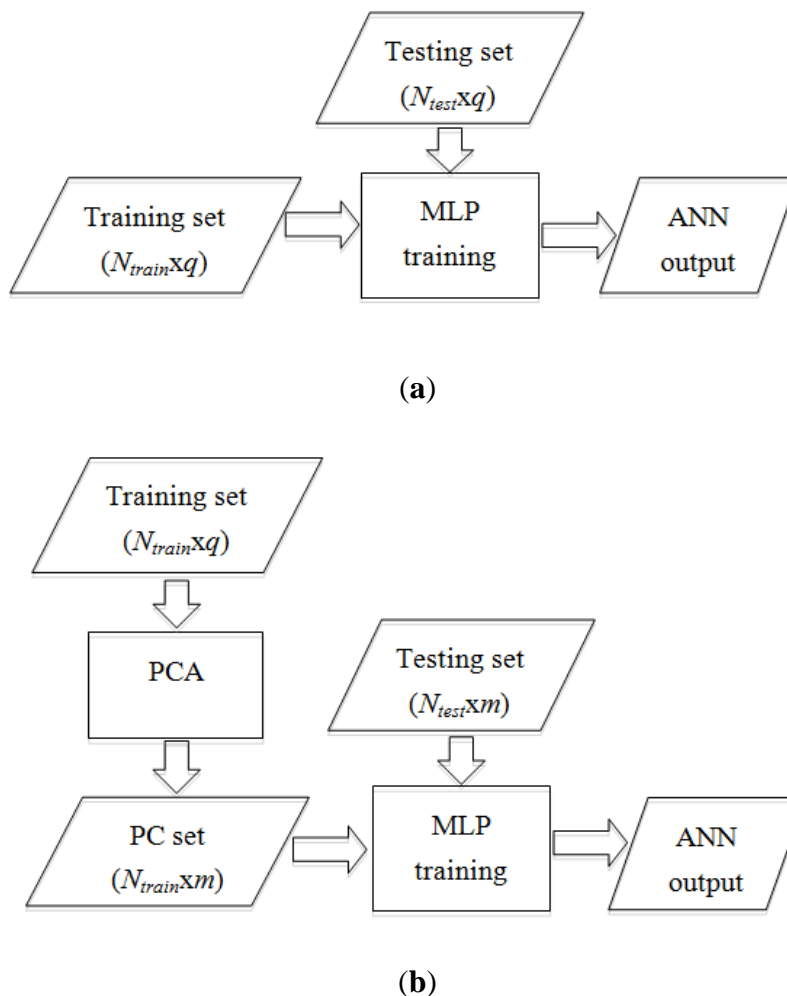 Testing set
(Ntestxq)
Training set
(Ntrainxq)
MLP
training
ANN
output
(a)
Training set
(Ntrainxq)
PCA
PC set
(Ntrainxm)
Testing set
(Ntestxm)
MLP
training
ANN
output
(b)